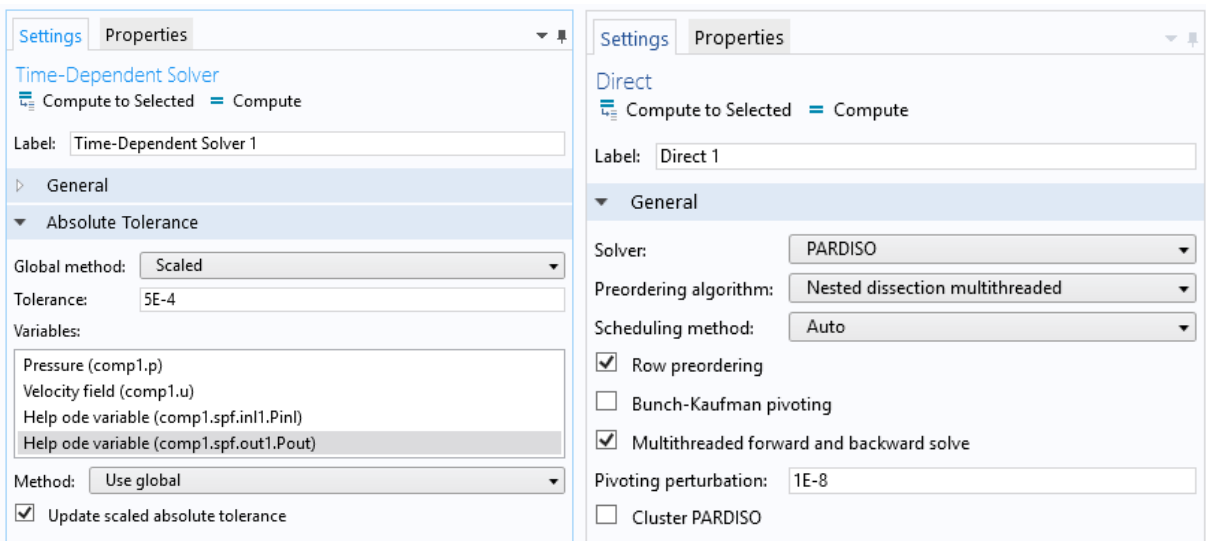 Settings Properties
Time-Dependent Solver
Compute to Selected = Compute
Label: Time-Dependent Solver 1
General
Absolute Tolerance
Global method: Scaled
Tolerance: 5E-4
Variables:
Pressure (comp1.p)
Velocity field (comp1.u)
Help ode variable (comp1.spf.inl1.Pinl)
Help ode variable (comp1.spf.out1.Pout)
Method: Use global
Update scaled absolute tolerance
Settings Properties
Direct
Compute to Selected = Compute
Label: Direct 1
General
Solver: PARDISO
Preordering algorithm: Nested dissection multithreaded
Scheduling method: Auto
Row preordering
Bunch-Kaufman pivoting
Multithreaded forward and backward solve
Pivoting perturbation: 1E-8
Cluster PARDISO